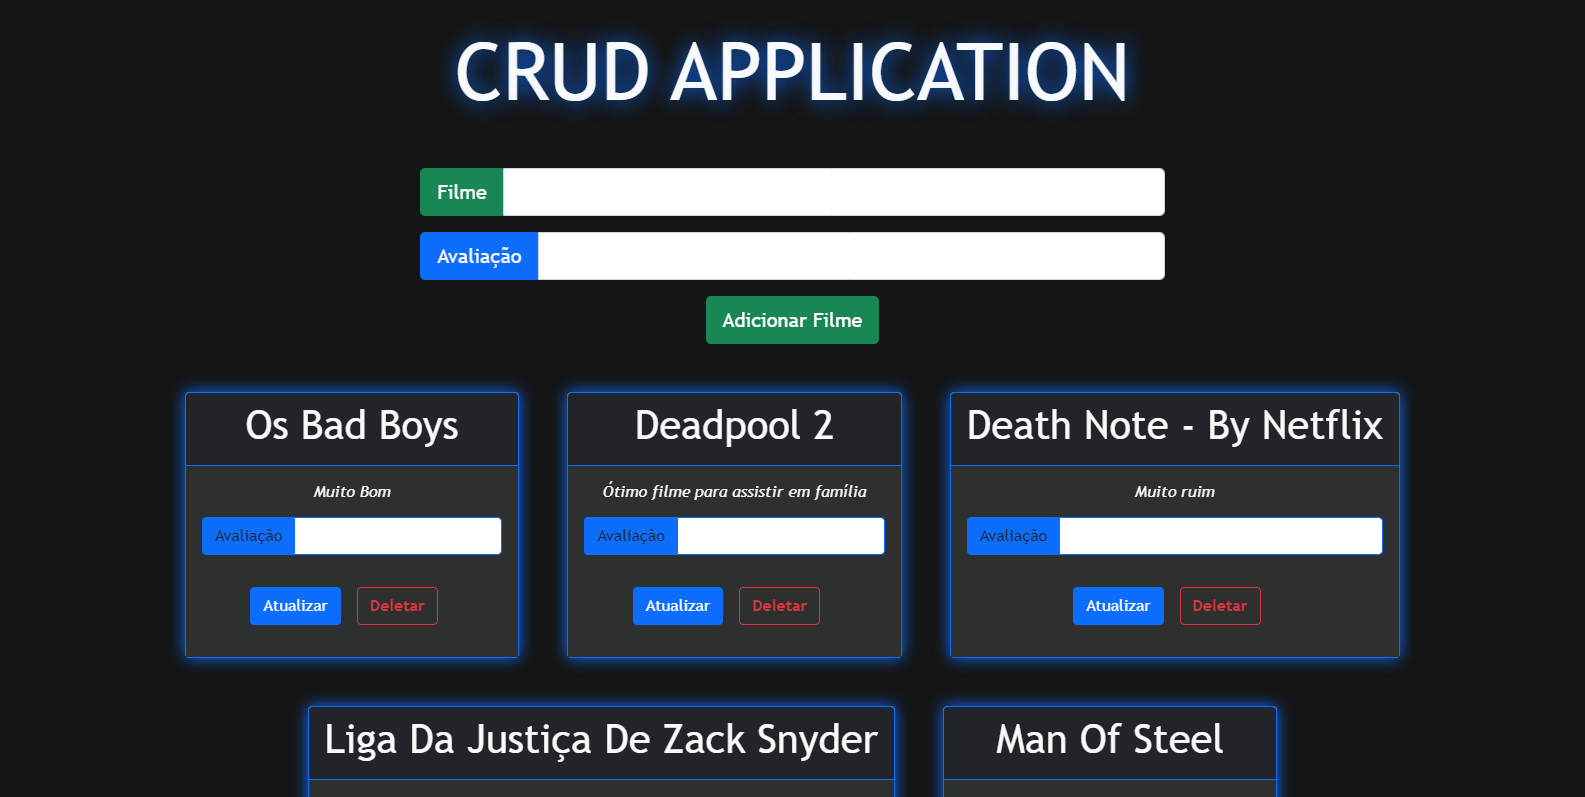 CRUD APPLICATION
Filme
Avaliação
Adicionar Filme
Os Bad Boys
Muito Bom
Avaliação
Atualizar Deletar
Deadpool 2
Ótimo filme para assistir em família
Avaliação
Atualizar Deletar
Death Note - By Netflix
Muito ruim
Avaliação
Atualizar Deletar
Liga Da Justiça De Zack Snyder
Man Of Steel